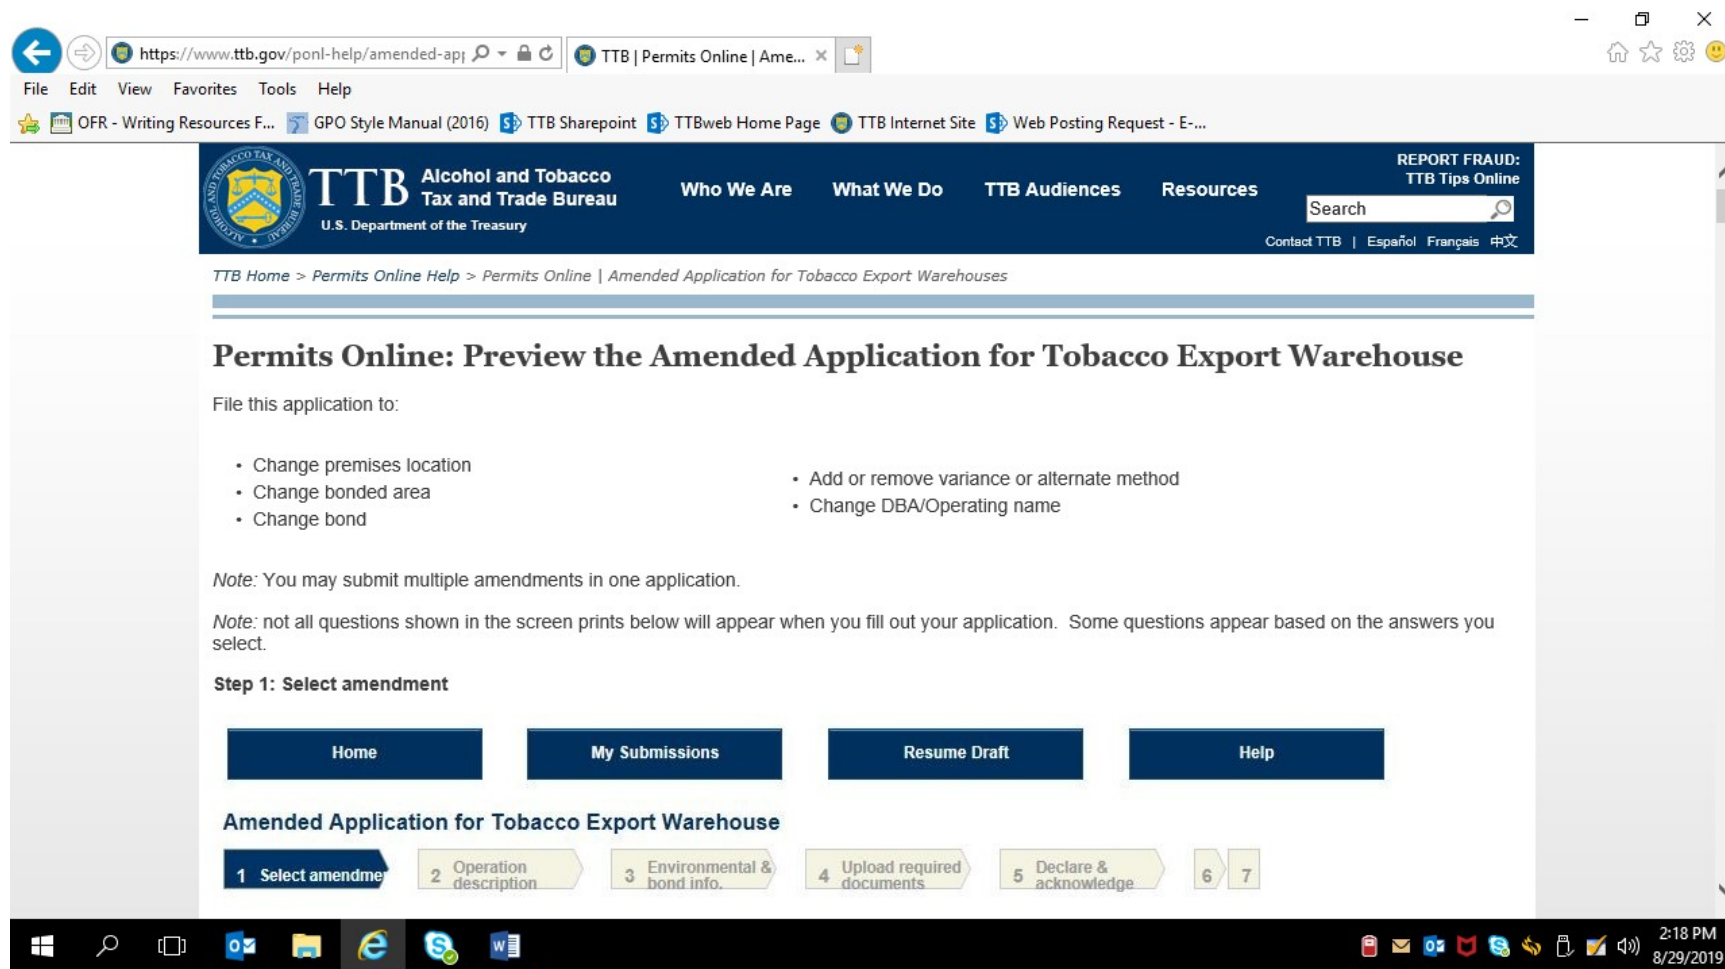 https://www.ttb.gov/ponl-help/amended-ap
TTB | Permits Online | Ame...
File Edit View Favorites Tools Help
OFR - Writing Resources F... GPO Style Manual (2016) TTB Sharepoint TTBweb Home Page TTB Internet Site Web Posting Request - E-...
ALCOHOL AND TOBACCO TAX AND TRADE BUREAU
TTB Alcohol and Tobacco
Tax and Trade Bureau
U.S. Department of the Treasury
Who We Are What We Do TTB Audiences Resources
REPORT FRAUD:
TTB Tips Online
Search
Contact TTB | Español Français 中文
TTB Home > Permits Online Help > Permits Online | Amended Application for Tobacco Export Warehouses
Permits Online: Preview the Amended Application for Tobacco Export Warehouse
File this application to:
• Change premises location
• Change bonded area
• Change bond
• Add or remove variance or alternate method
• Change DBA/Operating name
Note: You may submit multiple amendments in one application.
Note: not all questions shown in the screen prints below will appear when you fill out your application. Some questions appear based on the answers you
select.
Step 1: Select amendment
Home My Submissions Resume Draft Help
Amended Application for Tobacco Export Warehouse
1 Select amendme
2 Operation
description
3 Environmental &
bond info.
4 Upload required
documents
5 Declare &
acknowledge
6 7
2:18 PM
8/29/2019